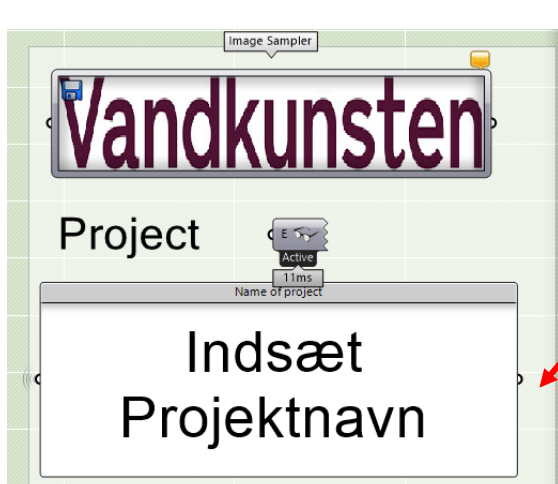 Image Sampler
Vandkunsten
Project
E
Active
11ms
Name of project
Indsæt
Projektnavn